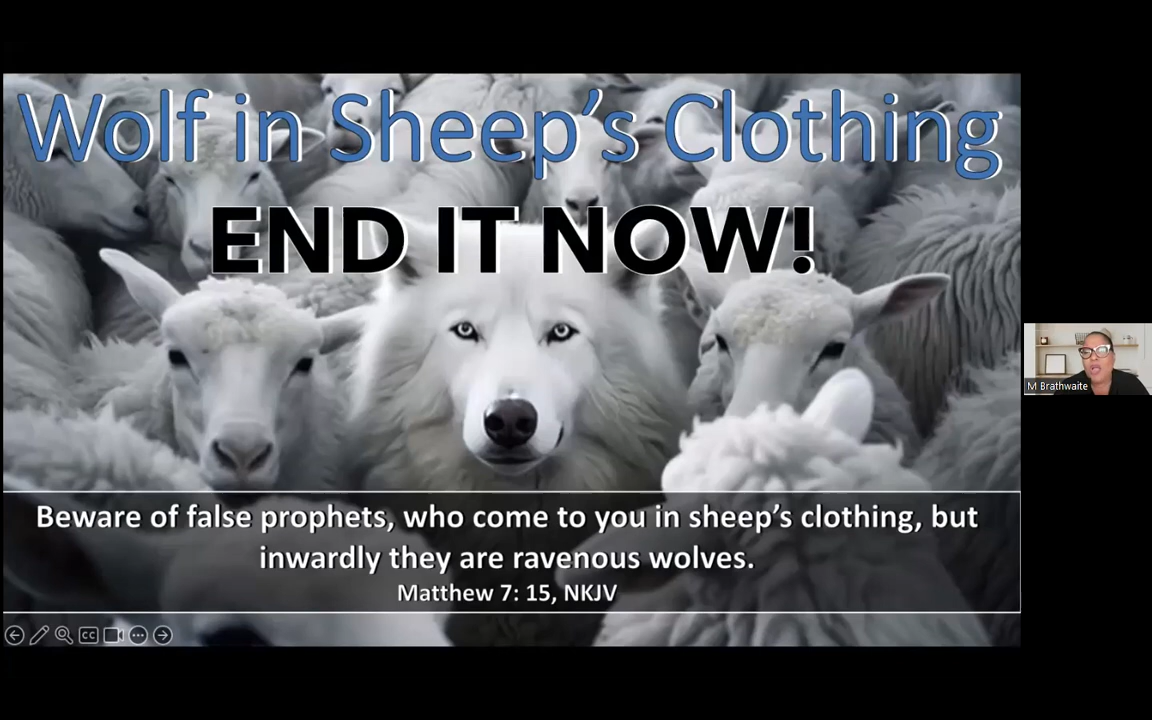 Wolf in Sheep's Clothing
END IT NOW!
Beware of false prophets, who come to you in sheep's clothing, but
inwardly they are ravenous wolves.
Matthew 7: 15, NKJV
CC
M Brathwaite